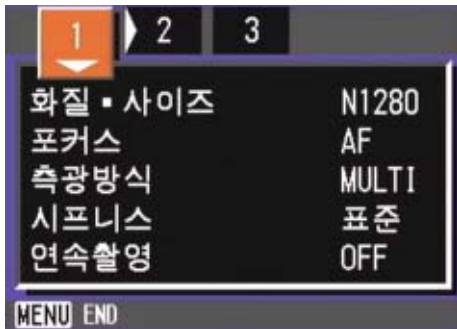 1 2 3
화질▪사이즈 N1280
포커스 AF
측광방식 MULTI
시프니스 표준
연속촬영 OFF
MENU END